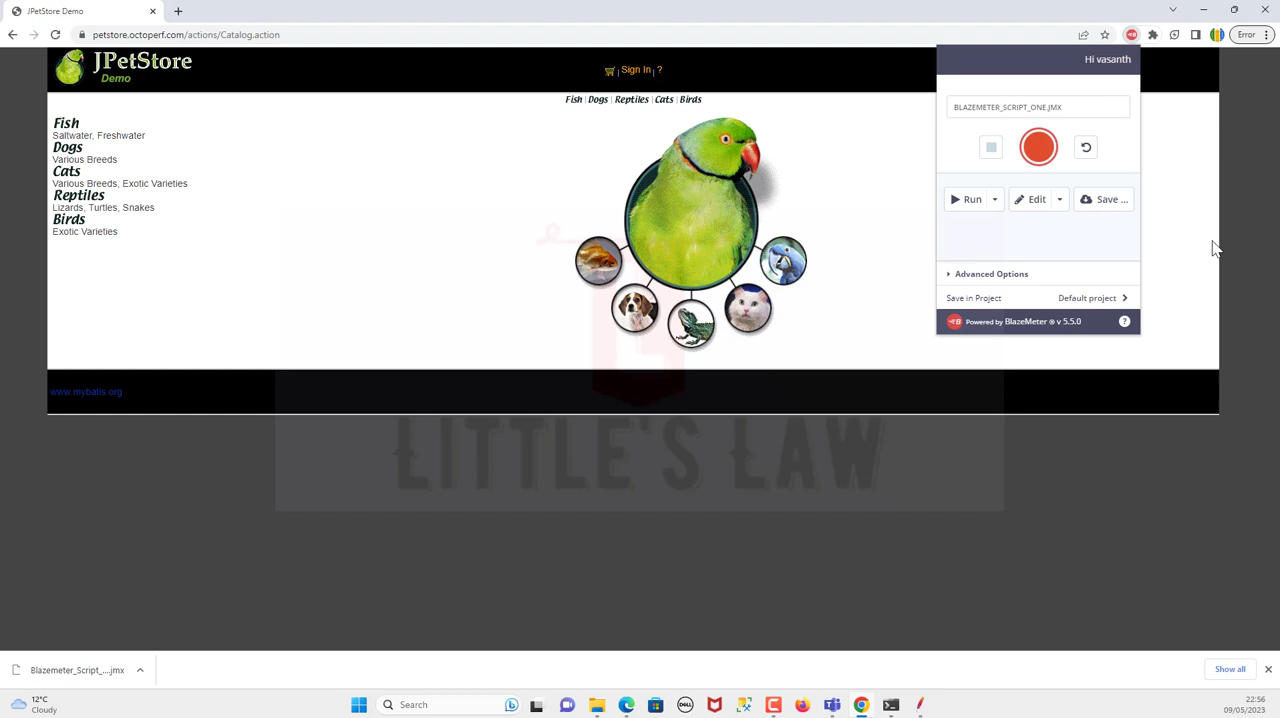 JPetStore Demo
petstore.octoperf.com/actions/Catalog.action
Error
JPetStore
Demo
Sign In | ?
Fish | Dogs | Reptiles | Cats | Birds
Fish
Saltwater, Freshwater
Dogs
Various Breeds
Cats
Various Breeds, Exotic Varieties
Reptiles
Lizards, Turtles, Snakes
Birds
Exotic Varieties
Hi vasanth
BLAZEMETER_SCRIPT_ONE.JMX
Run
Edit
Save ...
Advanced Options
Save in Project
Default project
Powered by BlazeMeter ® v 5.5.0
?
www.mybatis.org
LITTLE'S LAW
Blazemeter_Script_....jmx
Show all
12°C
Cloudy
Search
DELL
22:56
09/05/2023